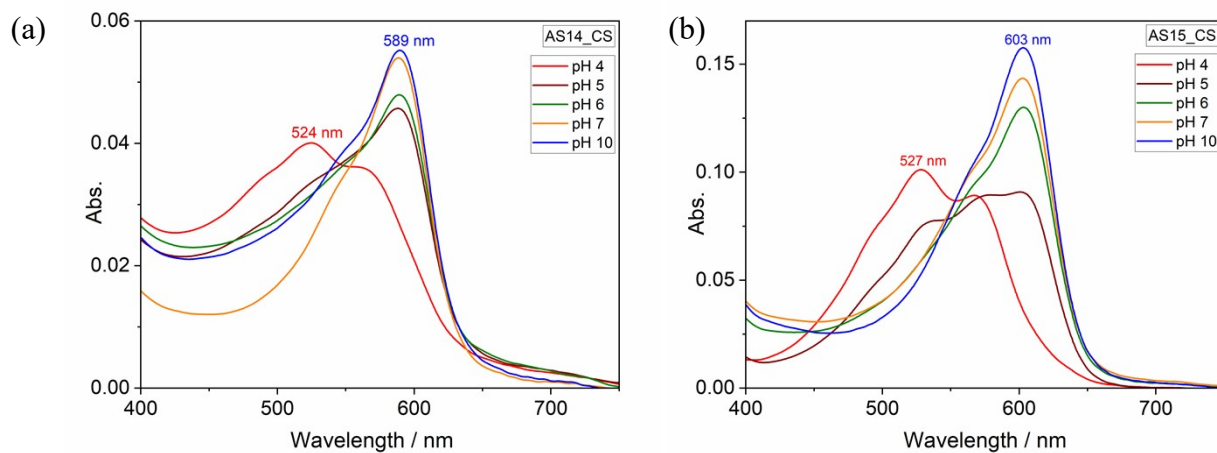 (a)
AS14_CS
pH 4
pH 5
pH 6
pH 7
pH 10
589 nm
524 nm
0.06
0.04
0.02
0.00
Abs.
400
500
600
700
Wavelength / nm
(b)
AS15_CS
pH 4
pH 5
pH 6
pH 7
pH 10
603 nm
527 nm
0.15
0.10
0.05
0.00
Abs.
400
500
600
700
Wavelength / nm